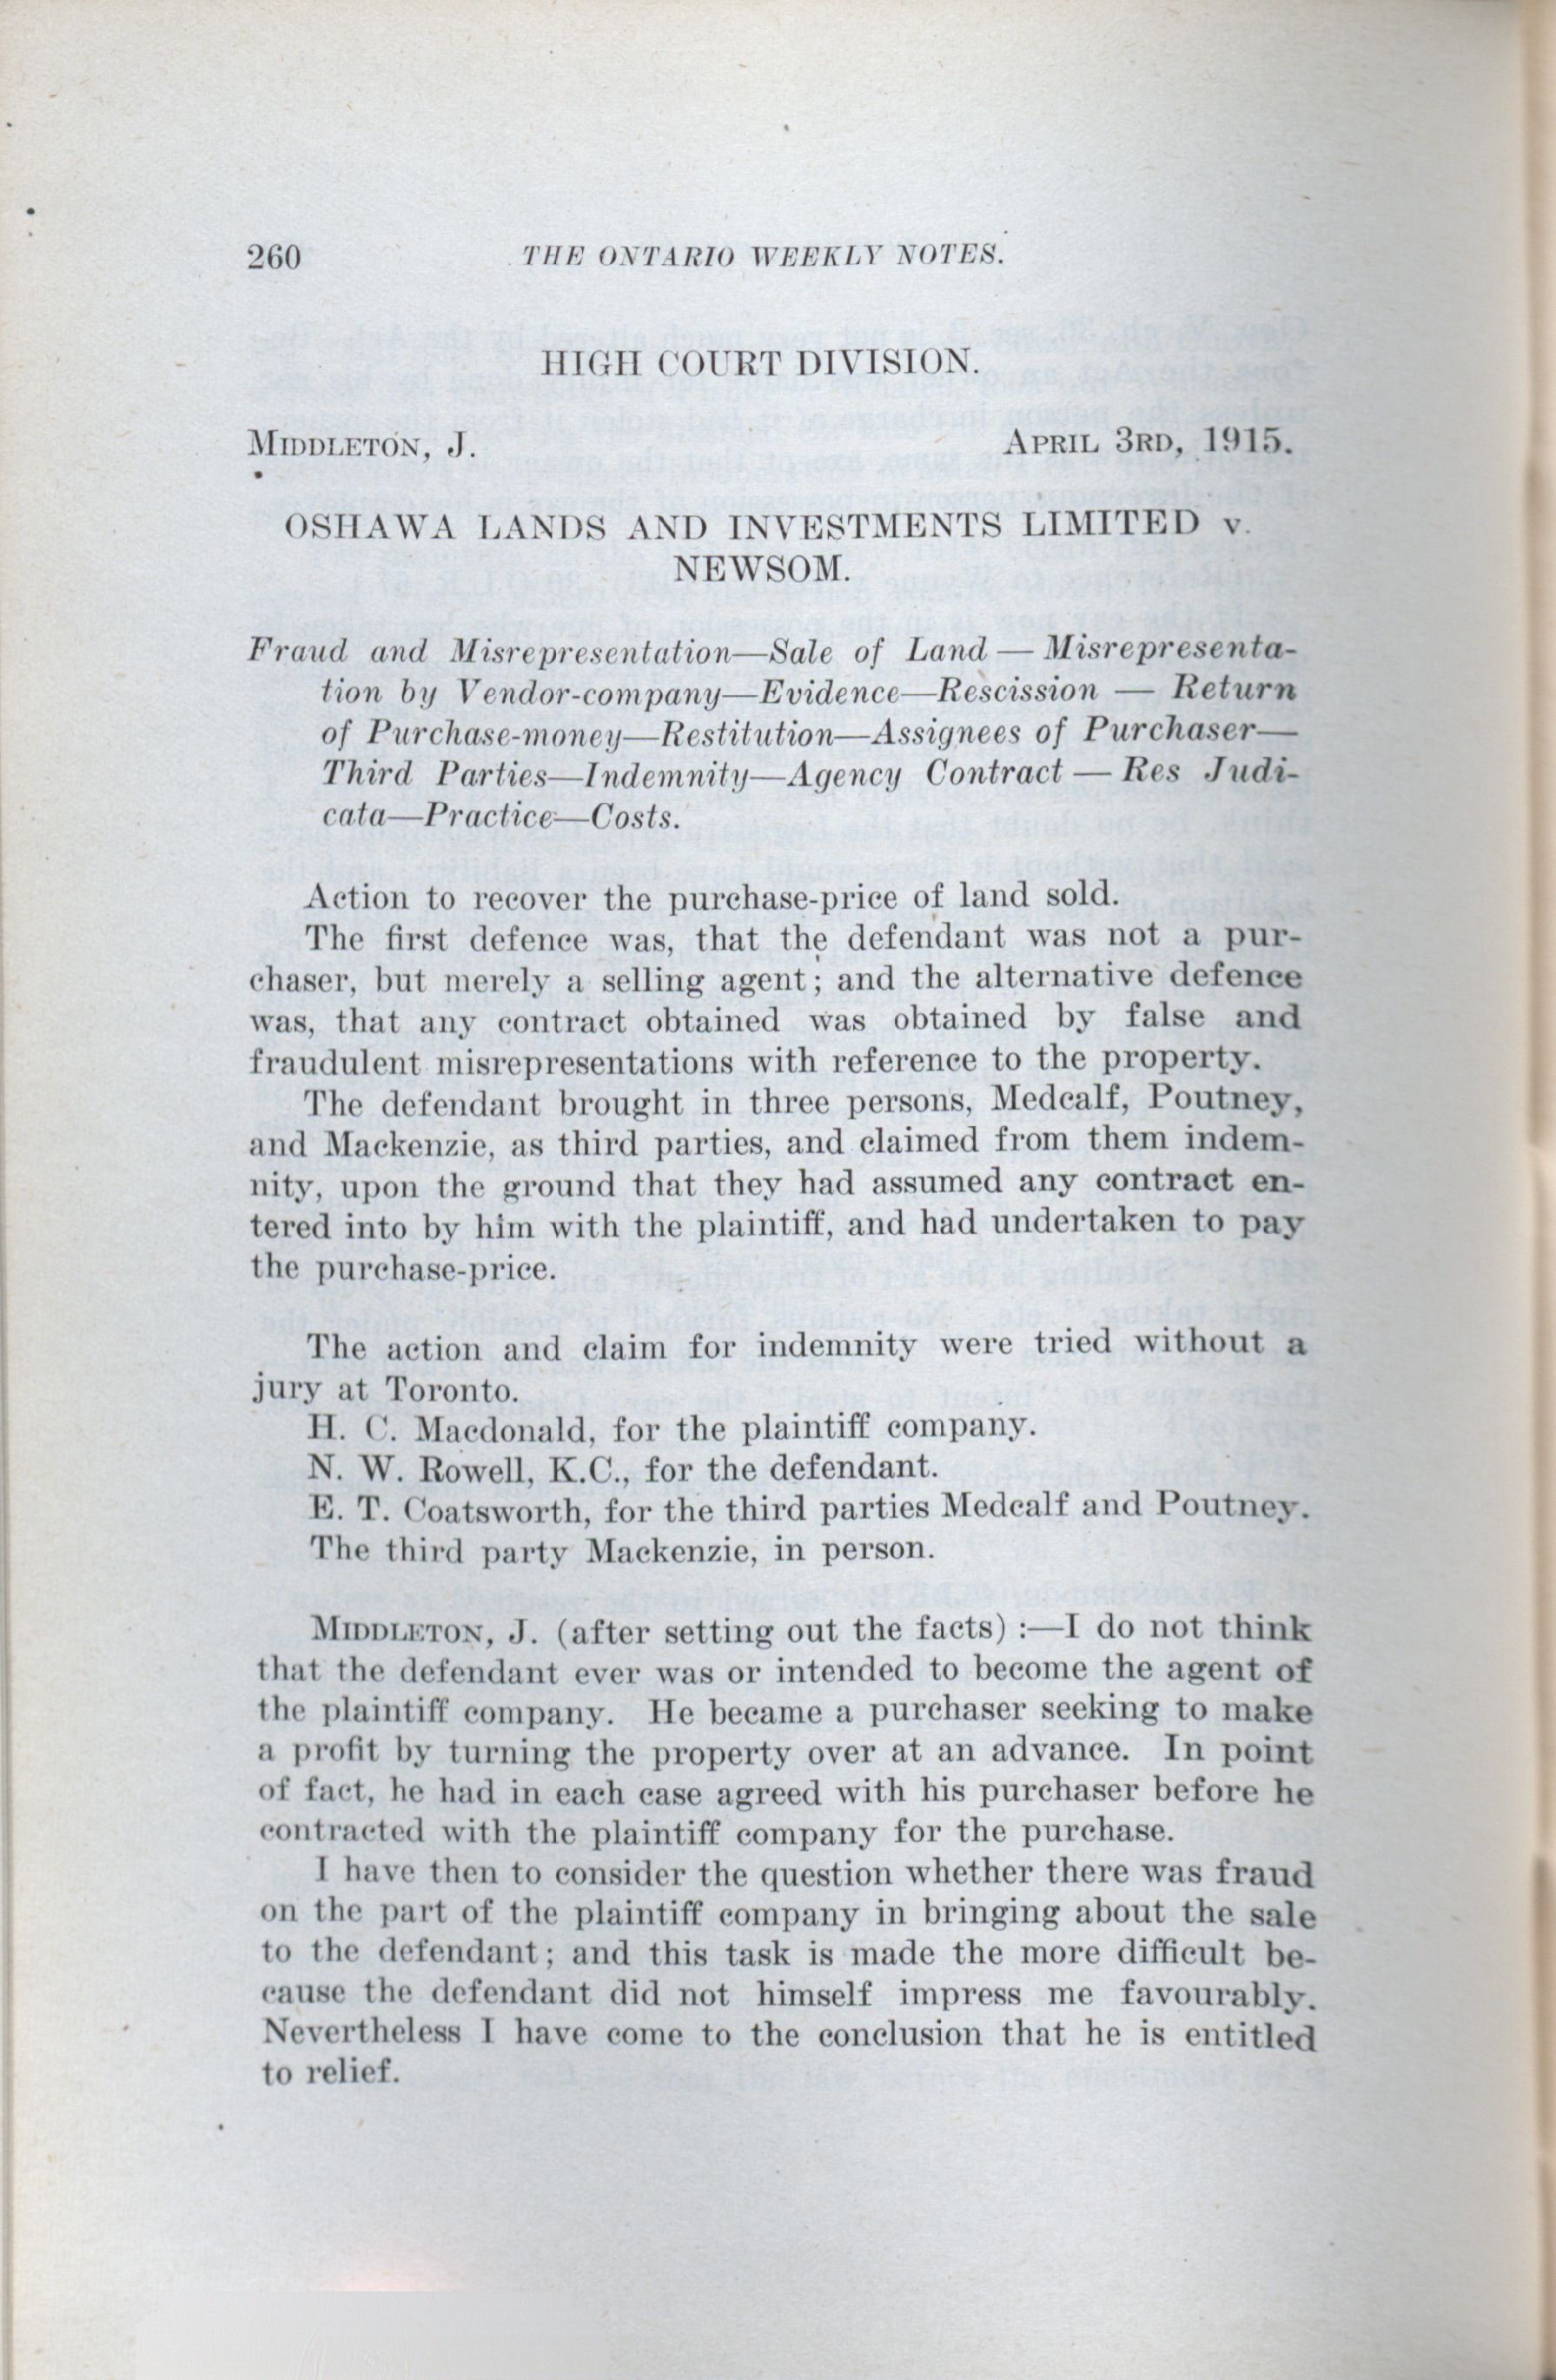 260 THE ONTARIO WEEKLY NOTES.
HIGH COURT DIVISION.
MIDDLETON, J. APRIL 3RD, 1915.
OSHAWA LANDS AND INVESTMENTS LIMITED v.
NEWSOM.
Fraud and Misrepresentation—Sale of Land — Misrepresenta-
tion by Vendor-company—Evidence—Rescission — Return
of Purchase-money—Restitution—Assignees of Purchaser—
Third Parties—Indemnity—Agency Contract — Res Judi-
cata—Practice—Costs.
Action to recover the purchase-price of land sold.
The first defence was, that the defendant was not a pur-
chaser, but merely a selling agent; and the alternative defence
was, that any contract obtained was obtained by false and
fraudulent misrepresentations with reference to the property.
The defendant brought in three persons, Medcalf, Poutney,
and Mackenzie, as third parties, and claimed from them indem-
nity, upon the ground that they had assumed any contract en-
tered into by him with the plaintiff, and had undertaken to pay
the purchase-price.
The action and claim for indemnity were tried without a
jury at Toronto.
H. C. Macdonald, for the plaintiff company.
N. W. Rowell, K.C., for the defendant.
E. T. Coatsworth, for the third parties Medcalf and Poutney.
The third party Mackenzie, in person.
MIDDLETON, J. (after setting out the facts) :—I do not think
that the defendant ever was or intended to become the agent of
the plaintiff company. He became a purchaser seeking to make
a profit by turning the property over at an advance. In point
of fact, he had in each case agreed with his purchaser before he
contracted with the plaintiff company for the purchase.
I have then to consider the question whether there was fraud
on the part of the plaintiff company in bringing about the sale
to the defendant; and this task is made the more difficult be-
cause the defendant did not himself impress me favourably.
Nevertheless I have come to the conclusion that he is entitled
to relief.